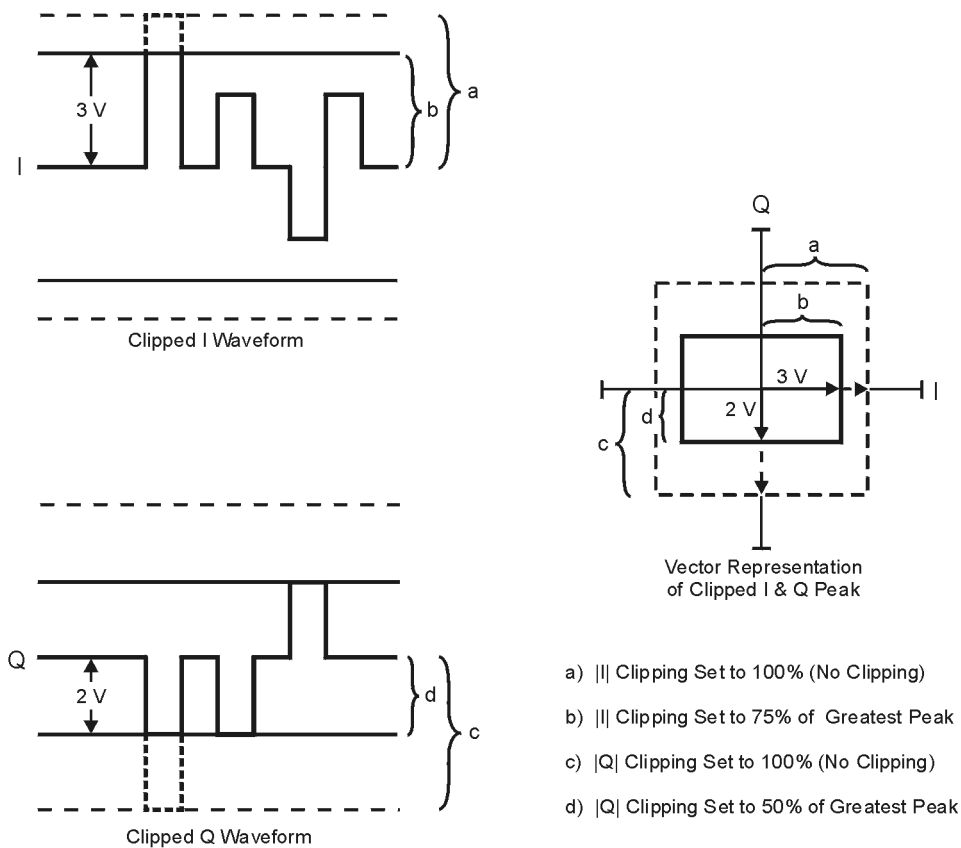 3 V
b
a
I
Clipped I Waveform
Q
a
b
3 V
I
2 V
d
c
Vector Representation
of Clipped I & Q Peak
Q
2 V
d
c
Clipped Q Waveform
a) |I| Clipping Set to 100% (No Clipping)
b) |I| Clipping Set to 75% of Greatest Peak
c) |Q| Clipping Set to 100% (No Clipping)
d) |Q| Clipping Set to 50% of Greatest Peak